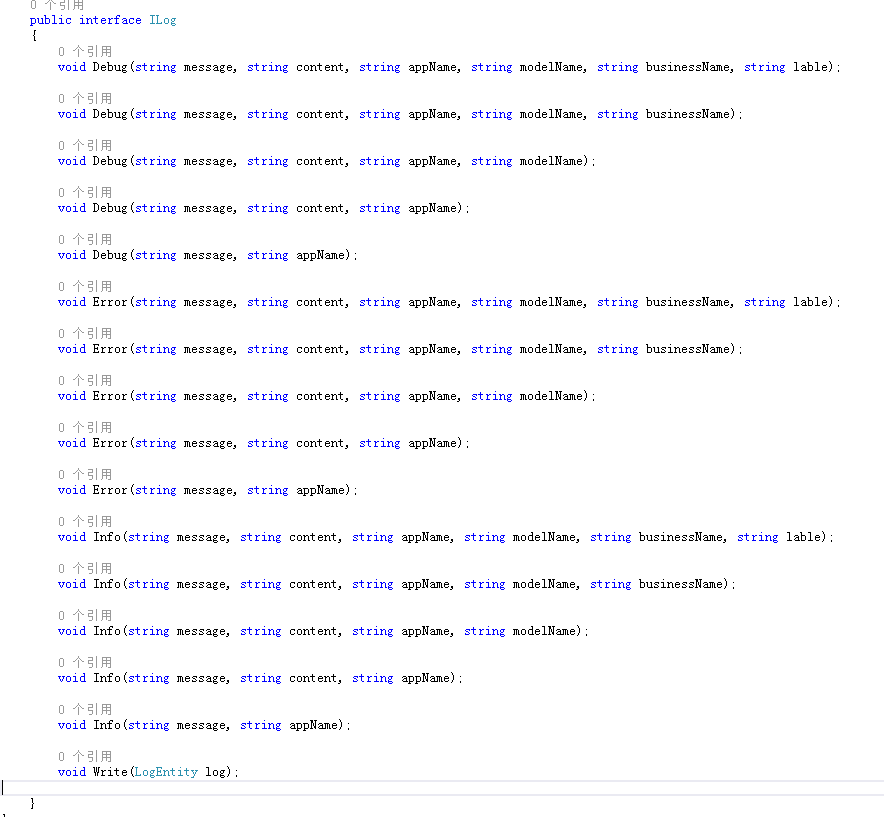 0 个引用
public interface ILog
{
0 个引用
void Debug(string message, string content, string appName, string modelName, string businessName, string lable);
0 个引用
void Debug(string message, string content, string appName, string modelName, string businessName);
0 个引用
void Debug(string message, string content, string appName, string modelName);
0 个引用
void Debug(string message, string content, string appName);
0 个引用
void Debug(string message, string appName);
0 个引用
void Error(string message, string content, string appName, string modelName, string businessName, string lable);
0 个引用
void Error(string message, string content, string appName, string modelName, string businessName);
0 个引用
void Error(string message, string content, string appName, string modelName);
0 个引用
void Error(string message, string content, string appName);
0 个引用
void Error(string message, string appName);
0 个引用
void Info(string message, string content, string appName, string modelName, string businessName, string lable);
0 个引用
void Info(string message, string content, string appName, string modelName, string businessName);
0 个引用
void Info(string message, string content, string appName, string modelName);
0 个引用
void Info(string message, string content, string appName);
0 个引用
void Info(string message, string appName);
0 个引用
void Write(LogEntity log);
}